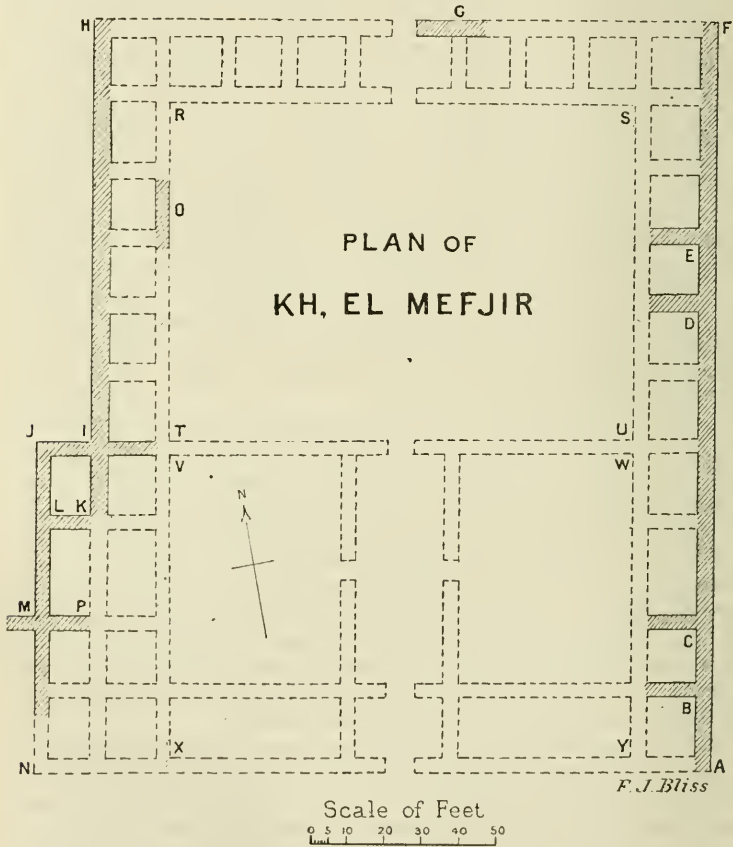 H G F
R S
O
PLAN OF
E
KH, EL MEFJIR
D
J I T U
V W
N
L K
M P
C
B
X Y
N A
F. J. Bliss
Scale of Feet
0 5 10 20 30 40 50